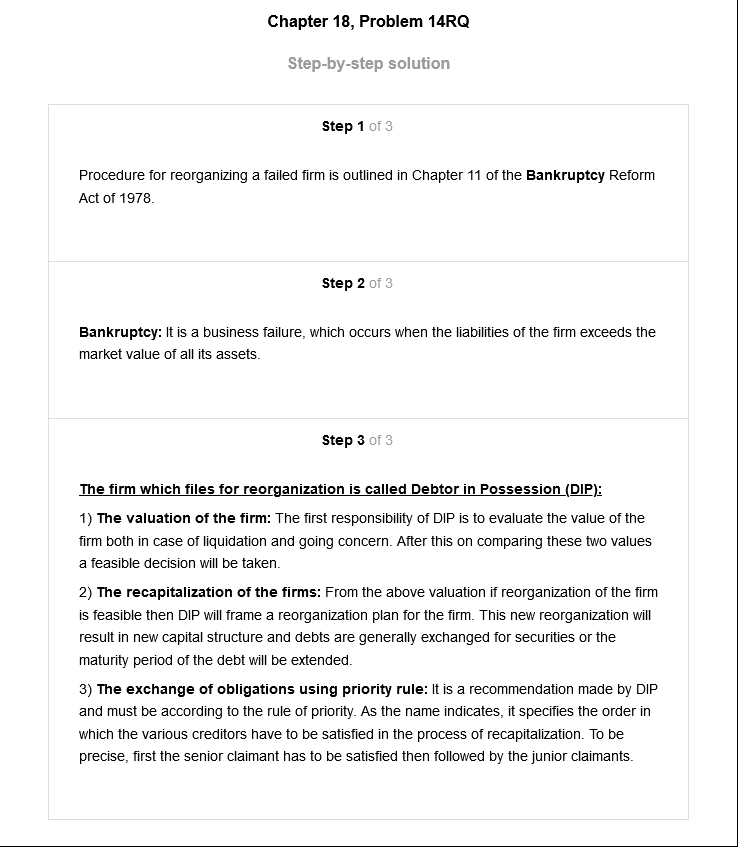 Chapter 18, Problem 14RQ
Step-by-step solution
Step 1 of 3
Procedure for reorganizing a failed firm is outlined in Chapter 11 of the Bankruptcy Reform
Act of 1978.
Step 2 of 3
Bankruptcy: It is a business failure, which occurs when the liabilities of the firm exceeds the
market value of all its assets.
Step 3 of 3
The firm which files for reorganization is called Debtor in Possession (DIP):
1) The valuation of the firm: The first responsibility of DIP is to evaluate the value of the
firm both in case of liquidation and going concern. After this on comparing these two values
a feasible decision will be taken.
2) The recapitalization of the firms: From the above valuation if reorganization of the firm
is feasible then DIP will frame a reorganization plan for the firm. This new reorganization will
result in new capital structure and debts are generally exchanged for securities or the
maturity period of the debt will be extended.
3) The exchange of obligations using priority rule: It is a recommendation made by DIP
and must be according to the rule of priority. As the name indicates, it specifies the order in
which the various creditors have to be satisfied in the process of recapitalization. To be
precise, first the senior claimant has to be satisfied then followed by the junior claimants.